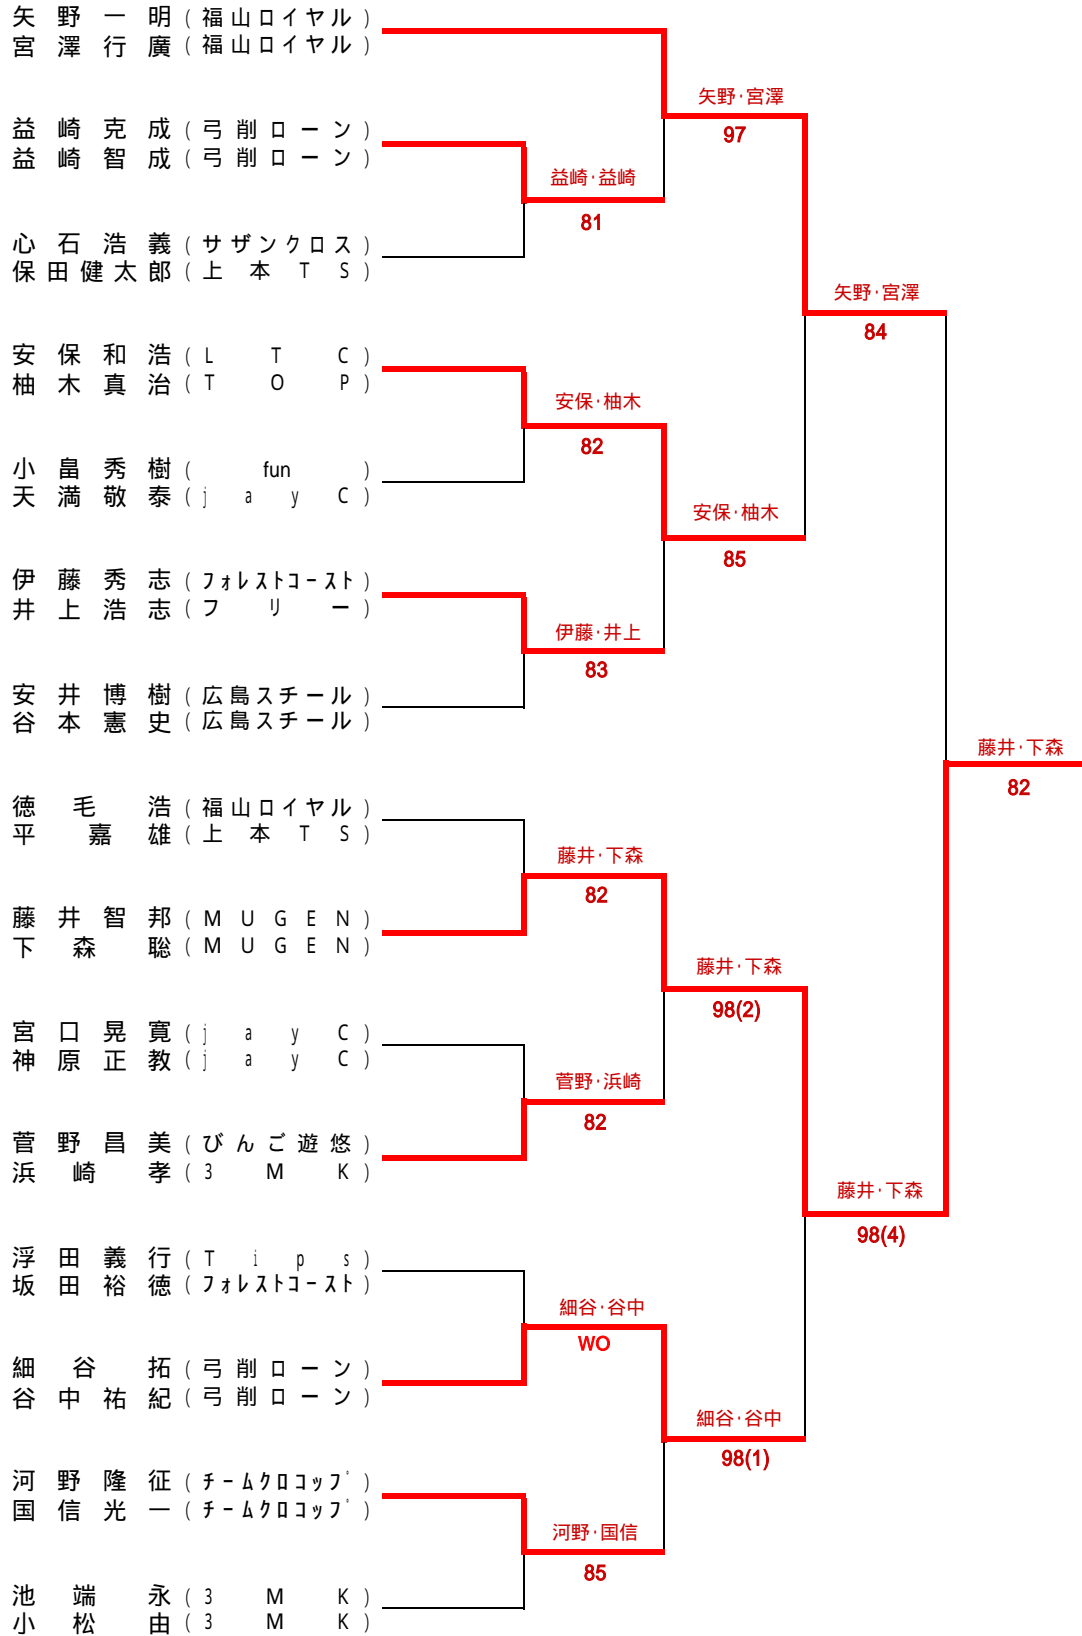 矢野一明(福山ロイヤル)
宮澤行廣(福山ロイヤル)
矢野·宮澤
97
益崎克成(弓削ローン)
益崎智成(弓削ローン)
益崎·益崎
81
心石浩義(サザンクロス)
保田健太郎(上本TS)
矢野·宮澤
84
安保和浩(LTC)
柚木真治(TOP)
安保·柚木
82
小畠秀樹(fun)
天満敬泰(jayC)
安保·柚木
85
伊藤秀志(フォレストコースト)
井上浩志(フリー)
伊藤·井上
83
安井博樹(広島スチール)
谷本憲史(広島スチール)
藤井·下森
82
徳毛浩(福山ロイヤル)
平嘉雄(上本TS)
藤井·下森
82
藤井智邦(MUGEN)
下森聡(MUGEN)
藤井·下森
98(2)
宮口晃寛(jayC)
神原正教(jayC)
菅野·浜崎
82
菅野昌美(びんご遊悠)
浜崎孝(3MK)
藤井·下森
98(4)
浮田義行(Tips)
坂田裕徳(フォレストコースト)
細谷·谷中
WO
細谷拓(弓削ローン)
谷中祐紀(弓削ローン)
細谷·谷中
98(1)
河野隆征(チームクロコップ)
国信光一(チームクロコップ)
河野·国信
85
池端永(3MK)
小松由(3MK)